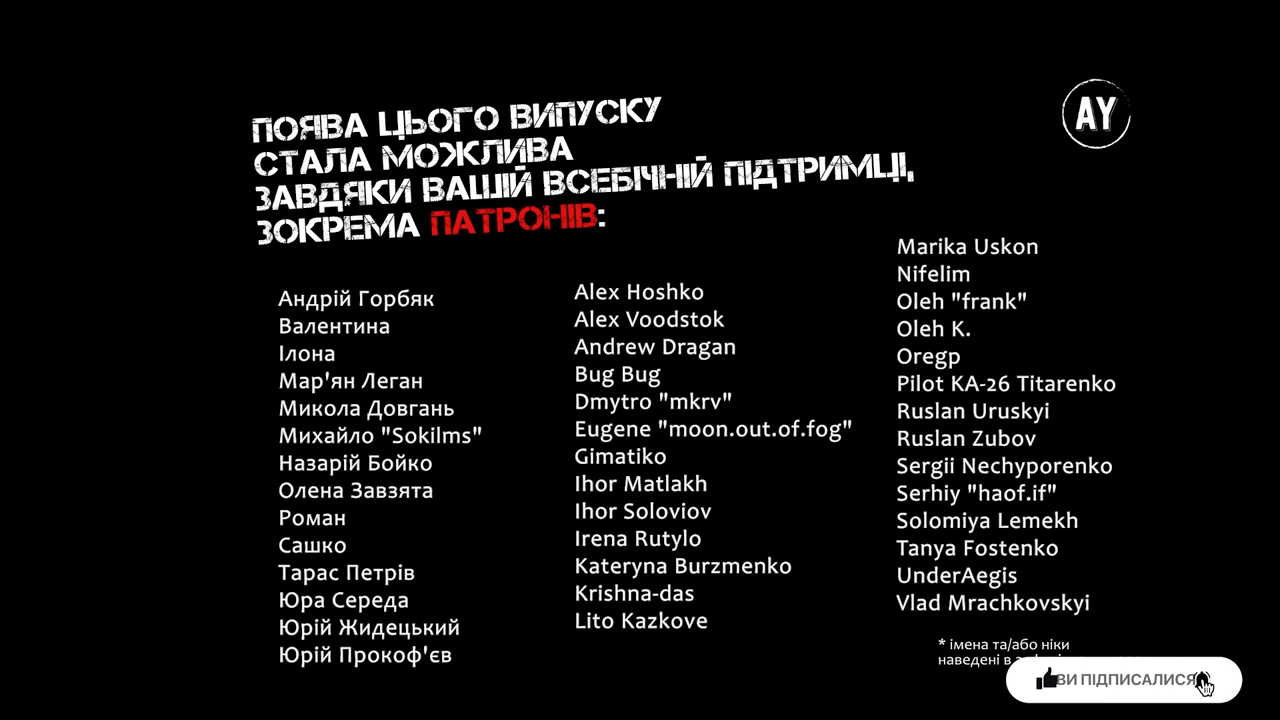 ПОЯВА ЦЬОГО ВИПУСКУ
СТАЛА МОЖЛИВА
ЗАВДЯКИ ВАШІЙ ВСЕБІЧНІЙ ПІДТРИМЦІ,
ЗОКРЕМА ПАТРОНІВ:
AY
Андрій Горбяк
Валентина
Ілона
Мар'ян Леган
Микола Довгань
Михайло "Sokilms"
Назарій Бойко
Олена Завзята
Роман
Сашко
Тарас Петрів
Юра Середа
Юрій Жидецький
Юрій Прокоф'єв
Alex Hoshko
Alex Voodstok
Andrew Dragan
Bug Bug
Dmytro "mkrv"
Eugene "moon.out.of.fog"
Gimatiko
Ihor Matlakh
Ihor Soloviov
Irena Rutylo
Kateryna Burzmenko
Krishna-das
Lito Kazkove
Marika Uskon
Nifelim
Oleh "frank"
Oleh K.
Oregp
Pilot KA-26 Titarenko
Ruslan Uruskyi
Ruslan Zubov
Sergii Nechyporenko
Serhiy "haof.if"
Solomiya Lemekh
Tanya Fostenko
UnderAegis
Vlad Mrachkovskyi
* імена та/або ніки
наведені в
ВИ ПІДПИСАЛИСЯ